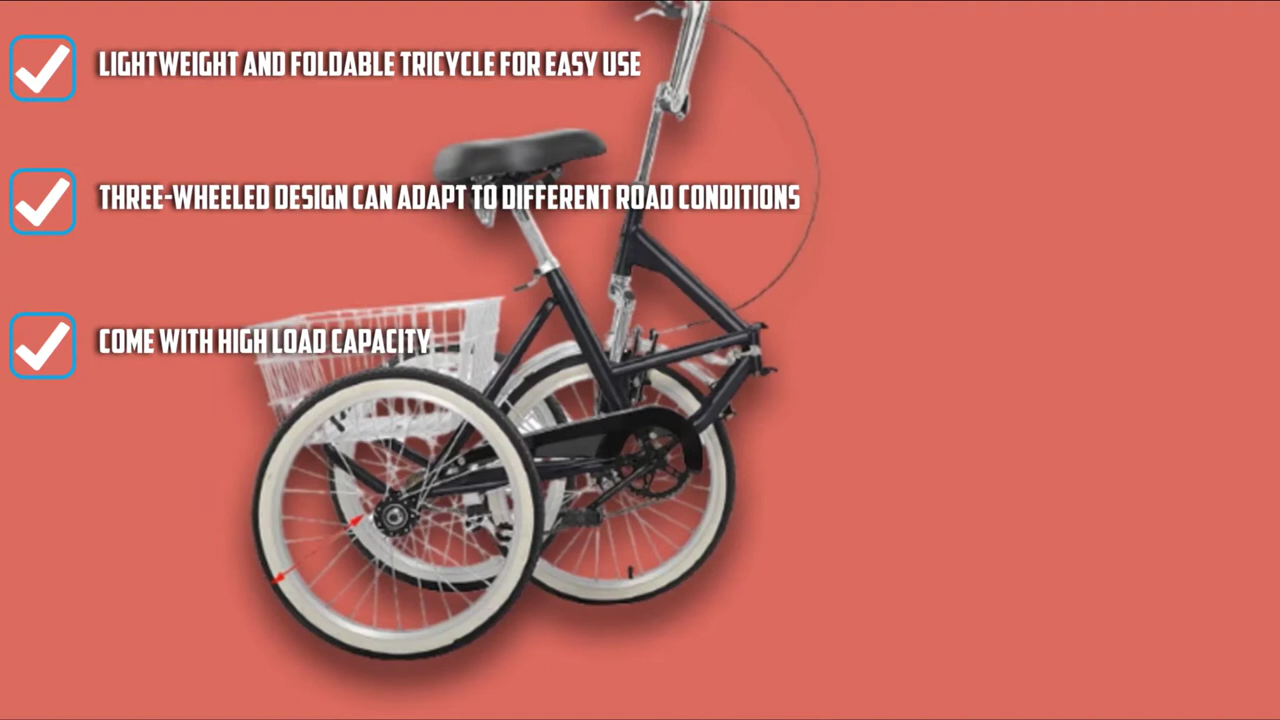 LIGHTWEIGHT AND FOLDABLE TRICYCLE FOR EASY USE
THREE-WHEELED DESIGN CAN ADAPT TO DIFFERENT ROAD CONDITIONS
COME WITH HIGH LOAD CAPACITY